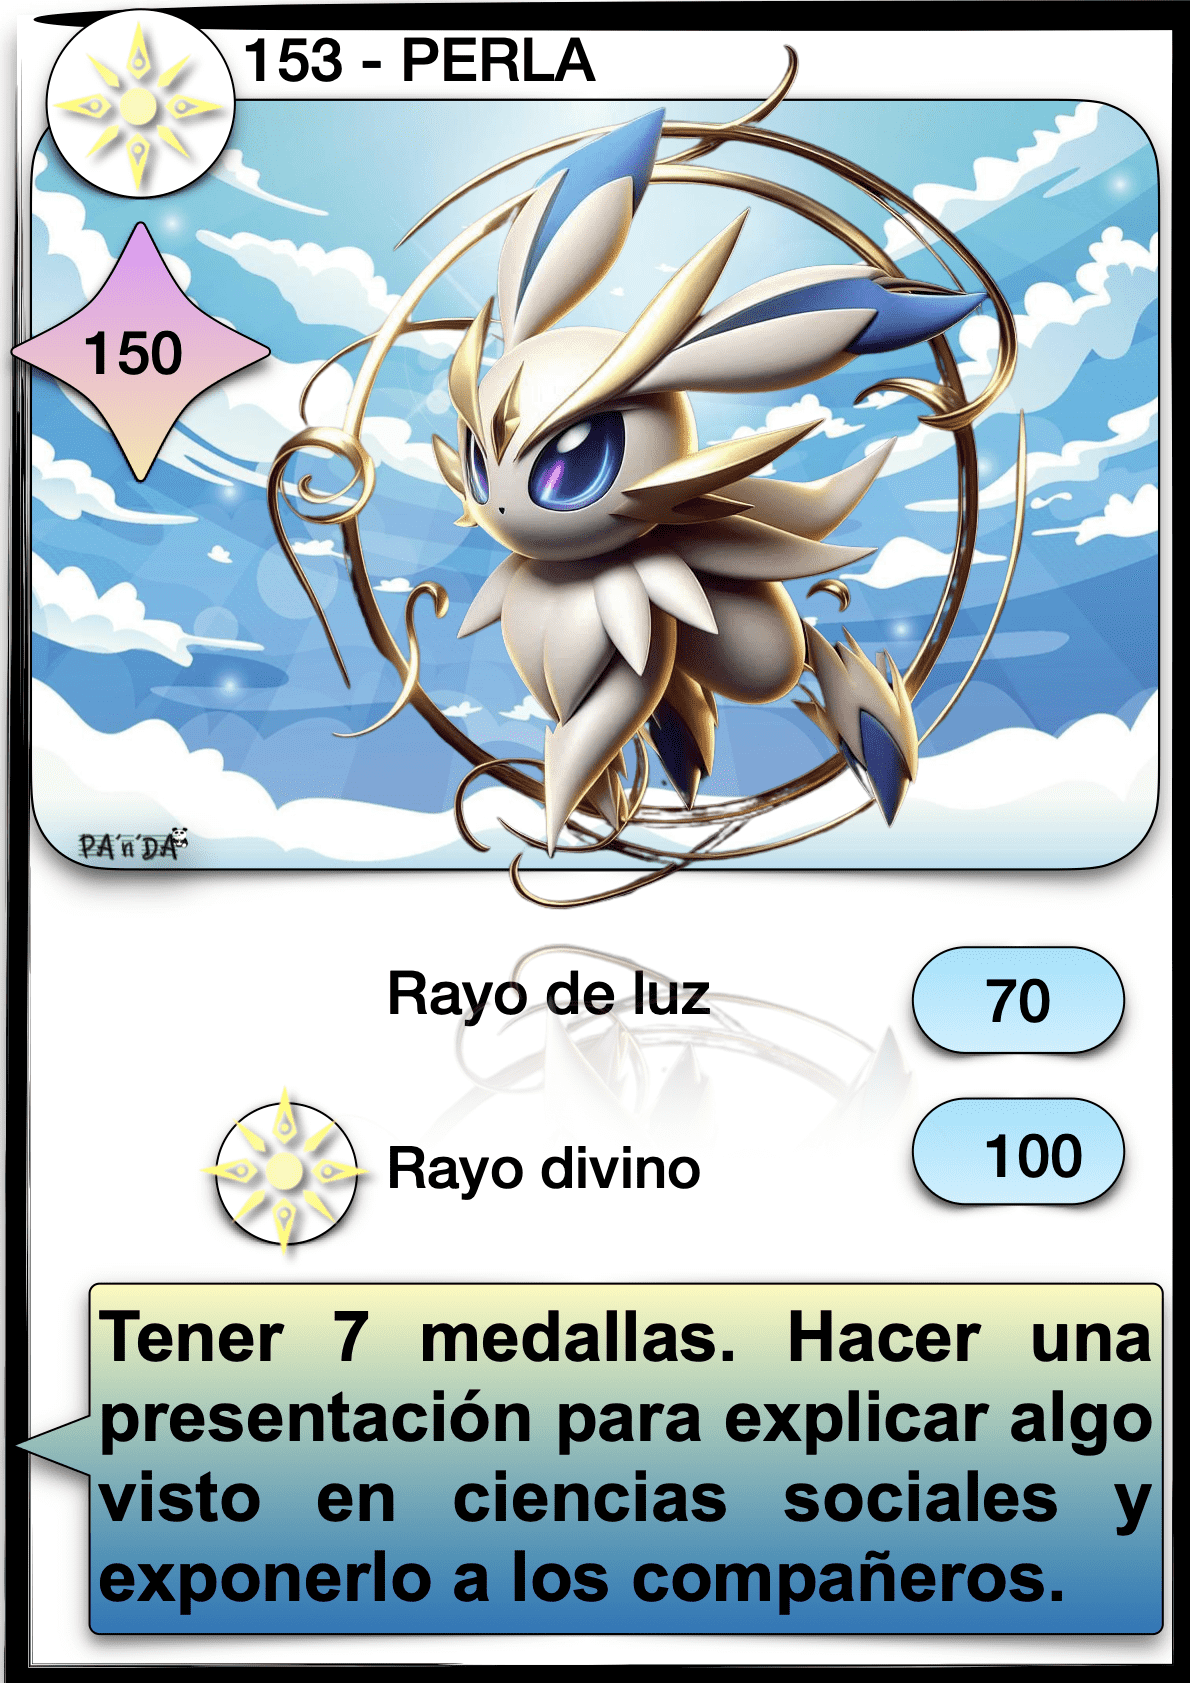 153 - PERLA
150
PA'n'DA
Rayo de luz
70
Rayo divino
100
Tener 7 medallas. Hacer una
presentación para explicar algo
visto en ciencias sociales y
exponerlo a los compañeros.